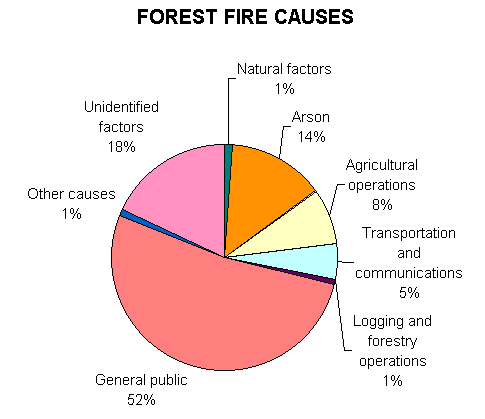 FOREST FIRE CAUSES
Natural factors
1%
Arson
14%
Agricultural
operations
8%
Transportation
and
communications
5%
Logging and
forestry
operations
1%
General public
52%
Other causes
1%
Unidentified
factors
18%